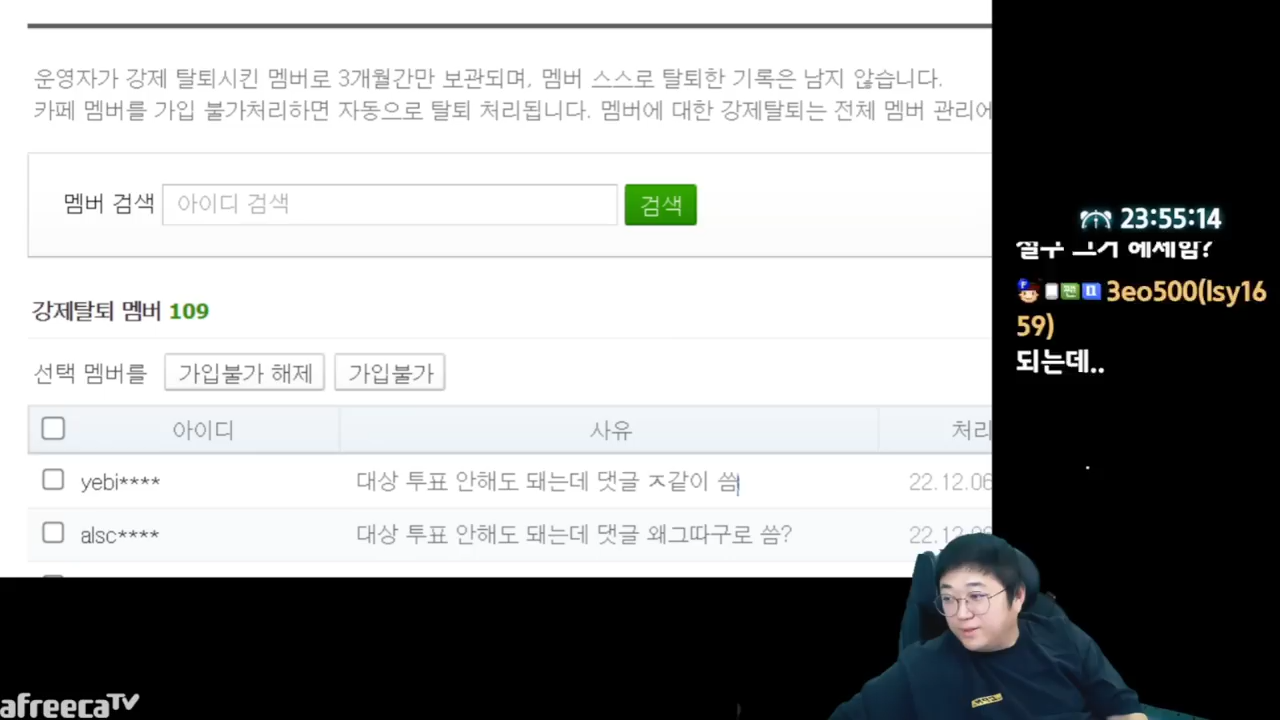 운영자가 강제 탈퇴시킨 멤버로 3개월간만 보관되며, 멤버 스스로 탈퇴한 기록은 남지 않습니다.
카페 멤버를 가입 불가처리하면 자동으로 탈퇴 처리됩니다. 멤버에 대한 강제탈퇴는 전체 멤버 관리에
멤버 검색 아이디 검색 검색
강제탈퇴 멤버 109
선택 멤버를 가입불가 해제 가입불가
아이디 사유 처리
yebi**** 대상 투표 안해도 돼는데 댓글 ㅈ같이 씀 22.12.06
alsc**** 대상 투표 안해도 돼는데 댓글 왜그따구로 씀? 22.12
23:55:14
3eo500(lsy16
59)
되는데..
afreecaTV